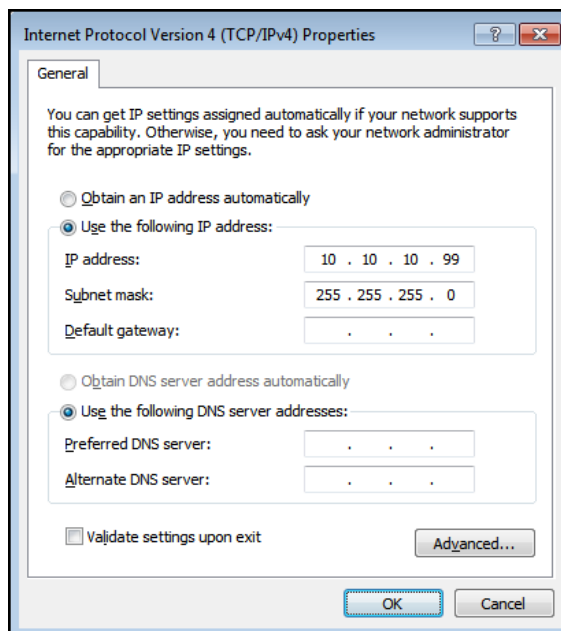 Internet Protocol Version 4 (TCP/IPv4) Properties
?
General
You can get IP settings assigned automatically if your network supports
this capability. Otherwise, you need to ask your network administrator
for the appropriate IP settings.
Obtain an IP address automatically
Use the following IP address:
IP address: 10 . 10 . 10 . 99
Subnet mask: 255 . 255 . 255 . 0
Default gateway: . . .
Obtain DNS server address automatically
Use the following DNS server addresses:
Preferred DNS server: . . .
Alternate DNS server: . . .
Validate settings upon exit
Advanced...
OK Cancel